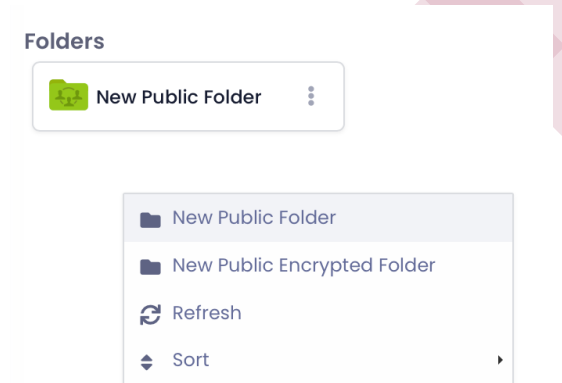 Folders
New Public Folder
New Public Folder
New Public Encrypted Folder
Refresh
Sort